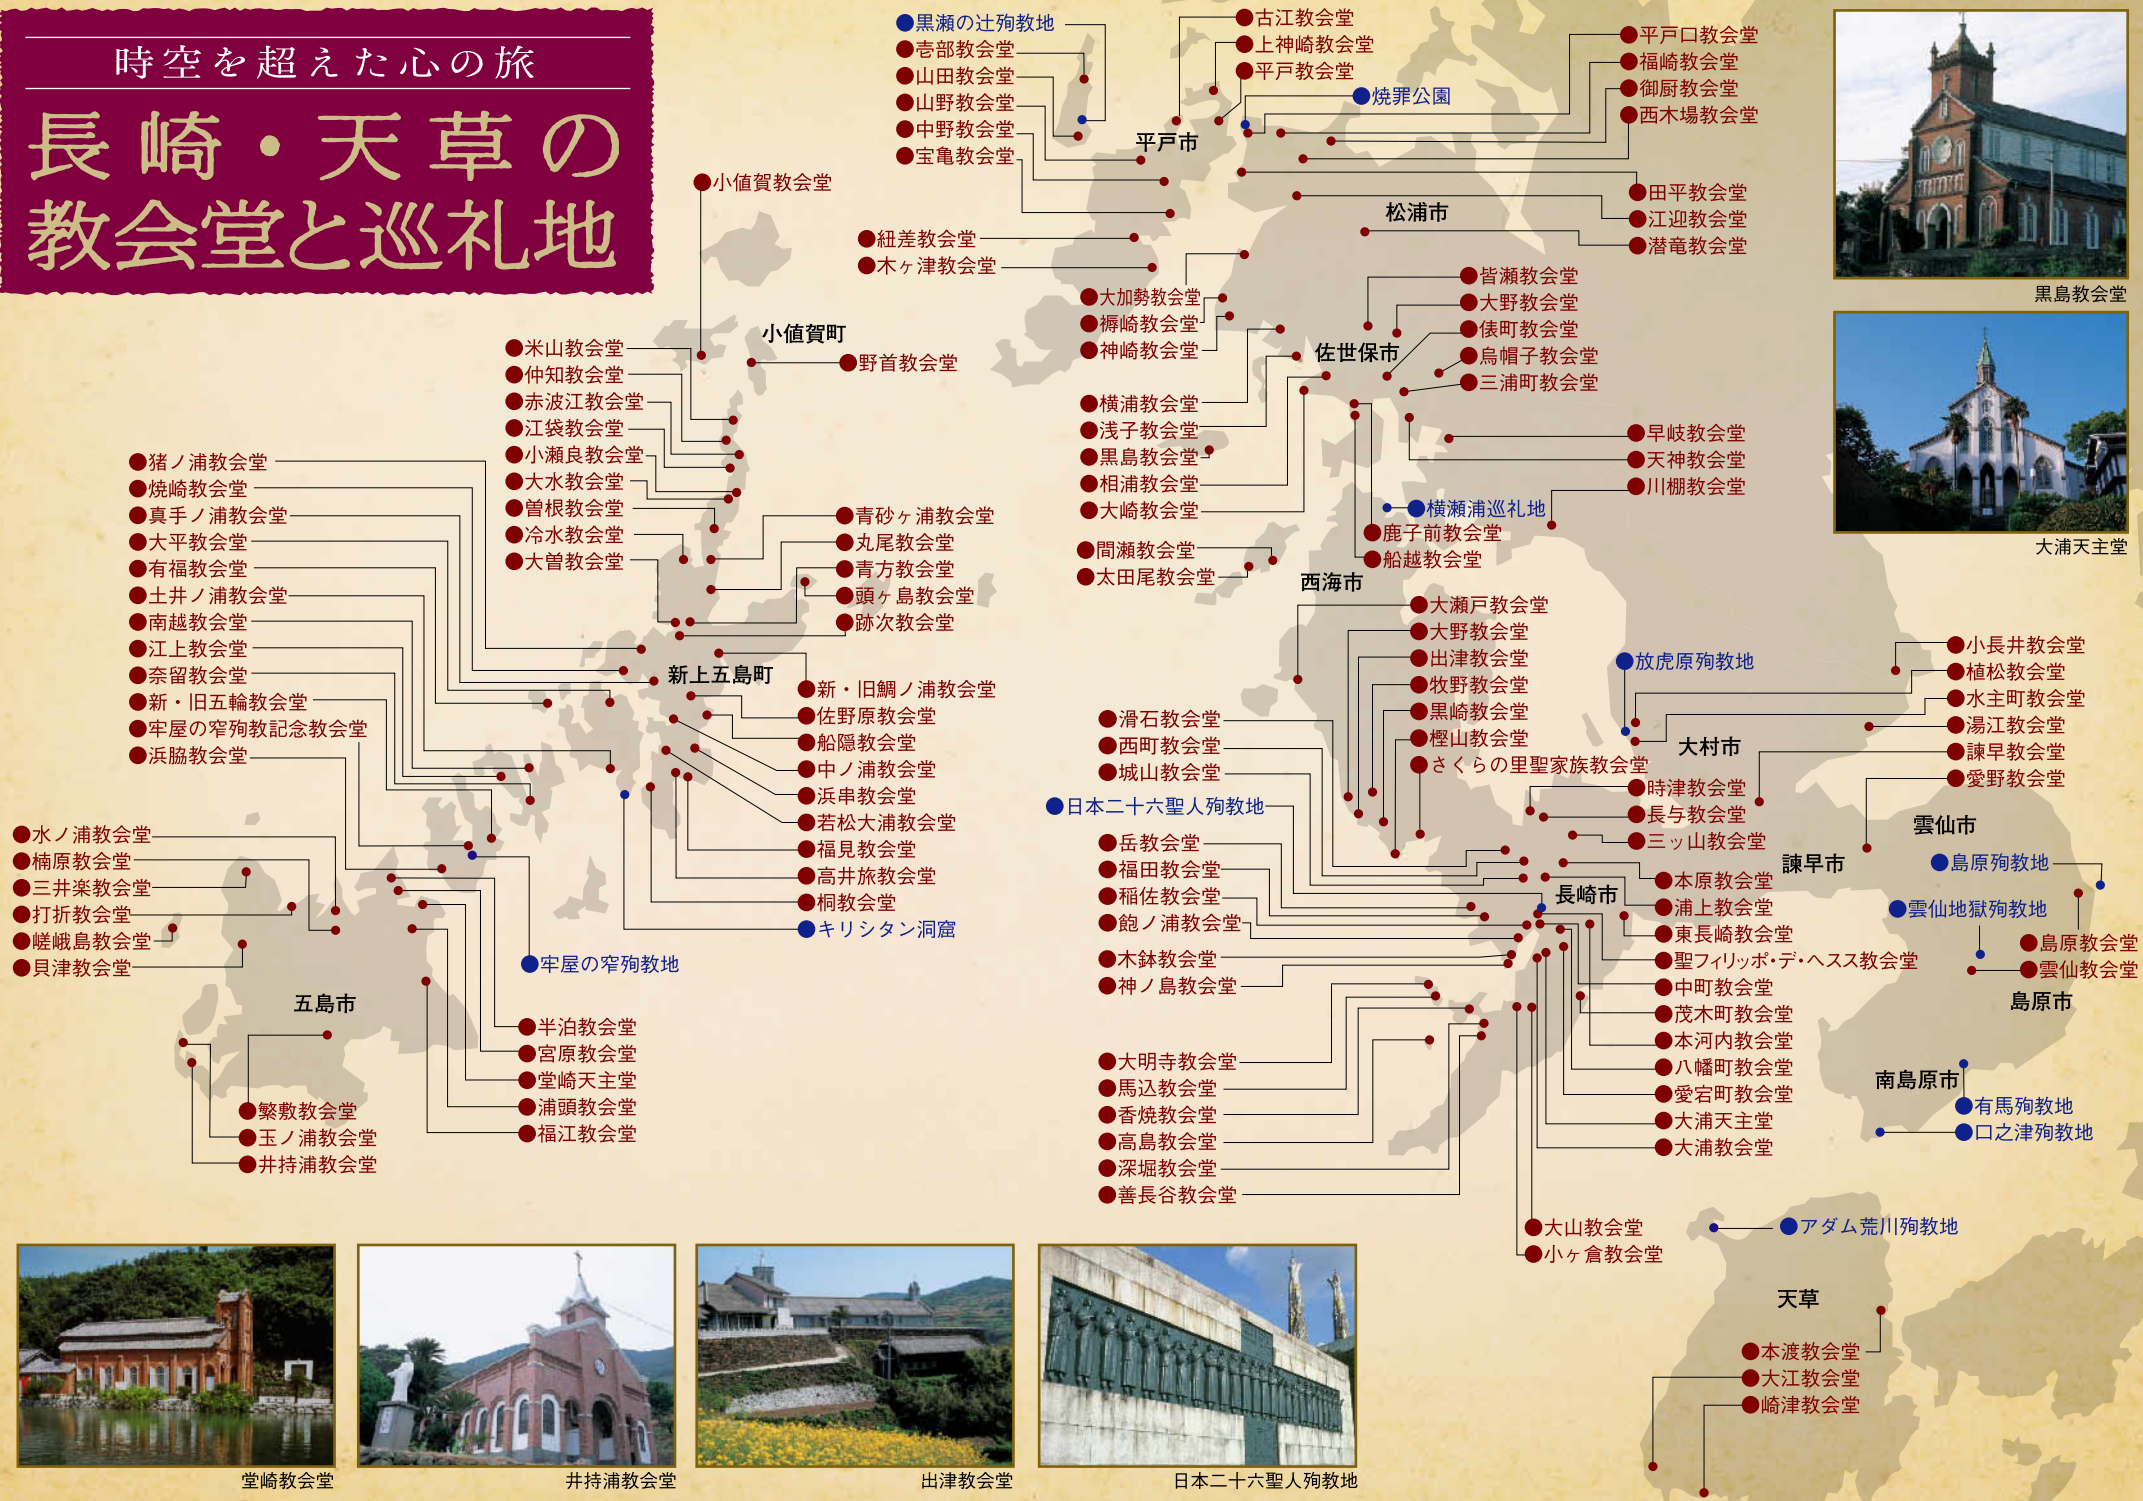 時空を超えた心の旅
長崎・天草の
教会堂と巡礼地
黒瀬の辻殉教地
壱部教会堂
山田教会堂
山野教会堂
中野教会堂
宝亀教会堂
紐差教会堂
木ヶ津教会堂
古江教会堂
上神崎教会堂
平戸教会堂
焼罪公園
平戸市
平戸口教会堂
福崎教会堂
御厨教会堂
西木場教会堂
田平教会堂
江迎教会堂
潜竜教会堂
松浦市
黒島教会堂
大浦天主堂
小値賀教会堂
小値賀町
野首教会堂
米山教会堂
仲知教会堂
赤波江教会堂
江袋教会堂
小瀬良教会堂
大水教会堂
曽根教会堂
冷水教会堂
大曽教会堂
青砂ヶ浦教会堂
丸尾教会堂
青方教会堂
頭ヶ島教会堂
跡次教会堂
新上五島町
猪ノ浦教会堂
焼崎教会堂
真手ノ浦教会堂
大平教会堂
有福教会堂
土井ノ浦教会堂
南越教会堂
江上教会堂
奈留教会堂
新・旧五輪教会堂
牢屋の窄殉教記念教会堂
浜脇教会堂
新・旧鯛ノ浦教会堂
佐野原教会堂
船隠教会堂
中ノ浦教会堂
浜串教会堂
若松大浦教会堂
福見教会堂
高井旅教会堂
桐教会堂
キリシタン洞窟
水ノ浦教会堂
楠原教会堂
三井楽教会堂
打折教会堂
嵯峨島教会堂
貝津教会堂
五島市
牢屋の窄殉教地
半泊教会堂
宮原教会堂
堂崎天主堂
浦頭教会堂
福江教会堂
繁敷教会堂
玉ノ浦教会堂
井持浦教会堂
大加勢教会堂
褥崎教会堂
神崎教会堂
横浦教会堂
浅子教会堂
黒島教会堂
相浦教会堂
大崎教会堂
間瀬教会堂
太田尾教会堂
皆瀬教会堂
大野教会堂
俵町教会堂
烏帽子教会堂
三浦町教会堂
佐世保市
早岐教会堂
天神教会堂
川棚教会堂
横瀬浦巡礼地
鹿子前教会堂
船越教会堂
西海市
大瀬戸教会堂
大野教会堂
出津教会堂
牧野教会堂
黒崎教会堂
樫山教会堂
さくらの里聖家族教会堂
放虎原殉教地
大村市
小長井教会堂
植松教会堂
水主町教会堂
湯江教会堂
諫早教会堂
愛野教会堂
滑石教会堂
西町教会堂
城山教会堂
日本二十六聖人殉教地
岳教会堂
福田教会堂
稲佐教会堂
飽ノ浦教会堂
木鉢教会堂
神ノ島教会堂
大明寺教会堂
馬込教会堂
香焼教会堂
高島教会堂
深堀教会堂
善長谷教会堂
時津教会堂
長与教会堂
三ッ山教会堂
長崎市
本原教会堂
浦上教会堂
東長崎教会堂
聖フィリッポ・デ・ヘスス教会堂
中町教会堂
茂木町教会堂
本河内教会堂
八幡町教会堂
愛宕町教会堂
大浦天主堂
大浦教会堂
大山教会堂
小ヶ倉教会堂
諫早市
雲仙市
島原殉教地
雲仙地獄殉教地
島原教会堂
雲仙教会堂
島原市
南島原市
有馬殉教地
口之津殉教地
アダム荒川殉教地
天草
本渡教会堂
大江教会堂
崎津教会堂
堂崎教会堂
井持浦教会堂
出津教会堂
日本二十六聖人殉教地